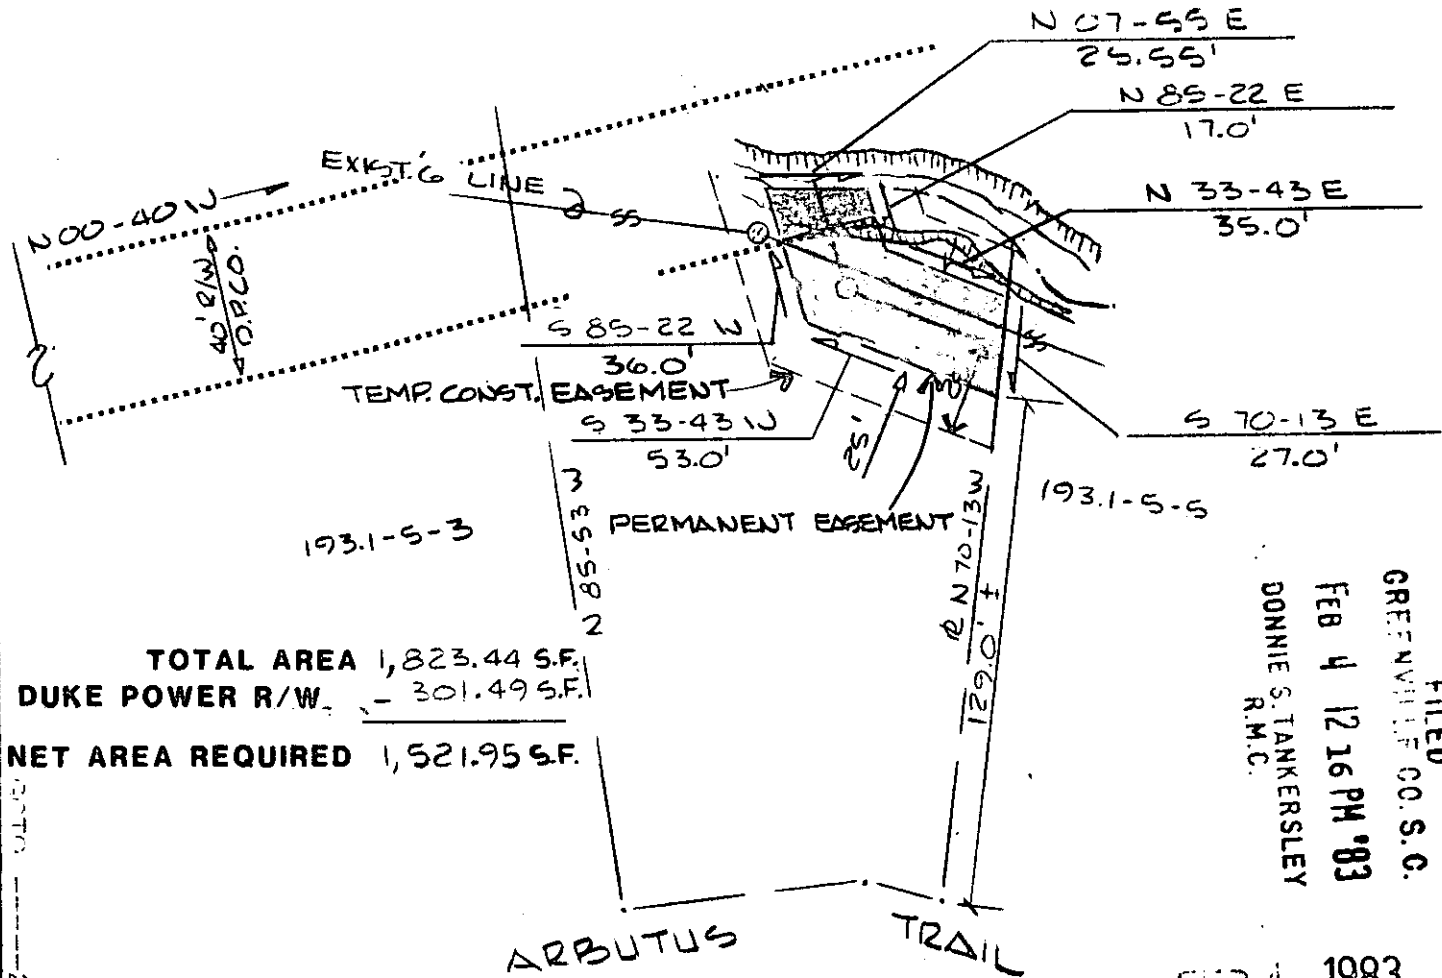 N 07-55 E
25.55'
N 85-22 E
17.0'
N 33-43 E
35.0'
EXIST'G LINE
SS
N 00-40 W
40' R/W
D.P.CO.
S 85-22 W
36.0'
TEMP. CONST. EASEMENT
S 33-43 W
53.0'
25'
SS
S 70-13 E
27.0'
PERMANENT EASEMENT
193.1-5-3
193.1-5-5
N 85-53 W
N 70-13 W
129.0' ±
TOTAL AREA 1,823.44 S.F.
DUKE POWER R/W - 301.49 S.F.
NET AREA REQUIRED 1,521.95 S.F.
FILED
GREENVILLE CO. S. C.
FEB 4 12 16 PM '83
DONNIE S. TANKERSLEY
R.M.C.
ARBUTUS TRAIL
1983